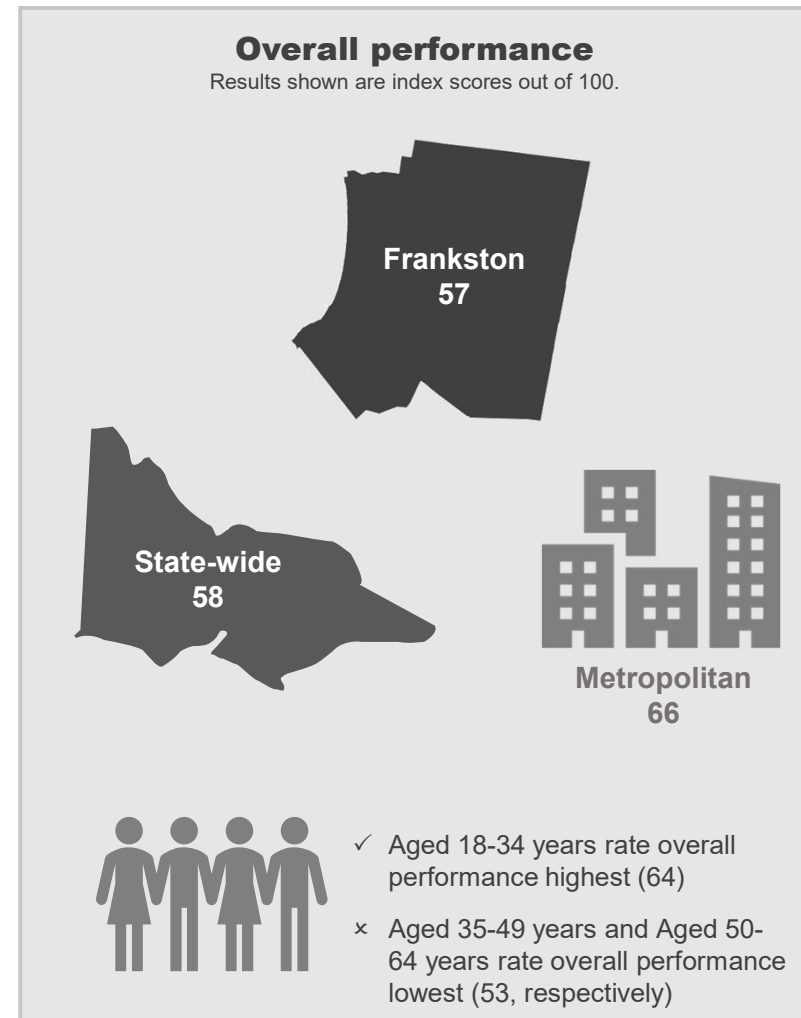 Overall performance
Results shown are index scores out of 100.
Frankston
57
State-wide
58
Metropolitan
66
✓ Aged 18-34 years rate overall
performance highest (64)
× Aged 35-49 years and Aged 50-
64 years rate overall performance
lowest (53, respectively)